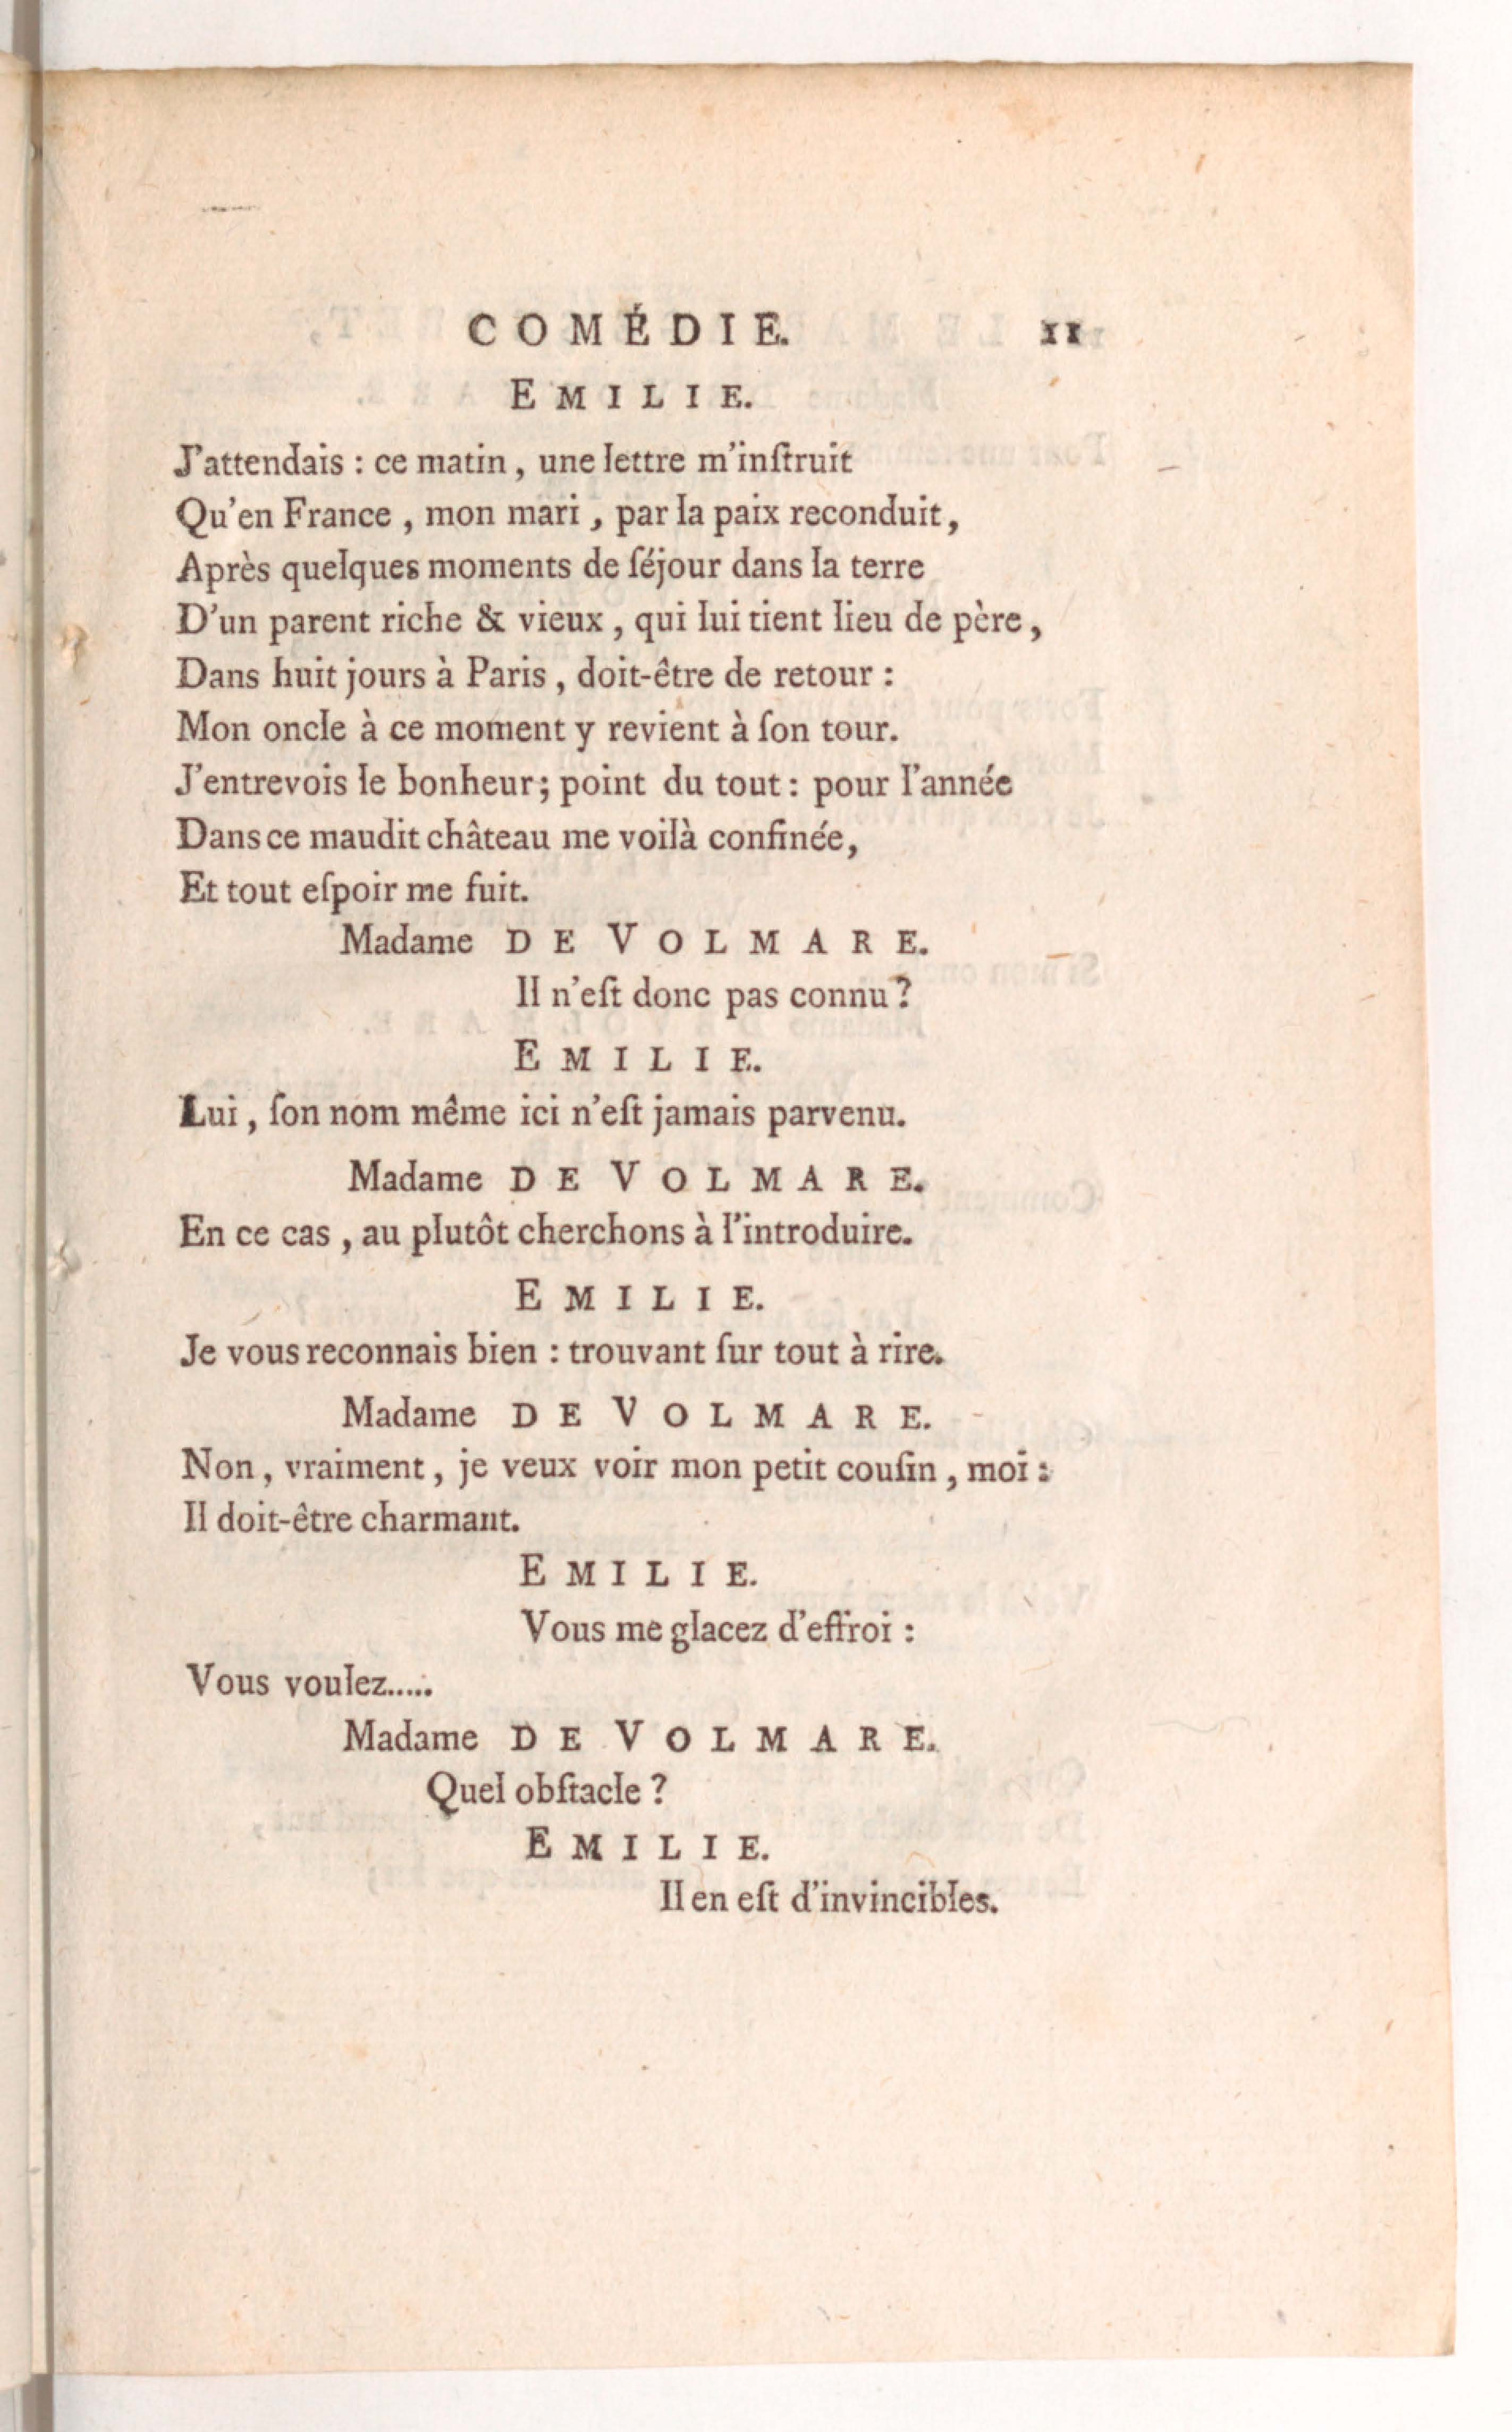 COMÉDIE. 11
EMILIE.
J'attendais : ce matin, une lettre m'inſtruit
Qu'en France, mon mari, par la paix reconduit,
Après quelques moments de ſéjour dans la terre
D'un parent riche & vieux, qui lui tient lieu de père,
Dans huit jours à Paris, doit-être de retour :
Mon oncle à ce moment y revient à ſon tour.
J'entrevois le bonheur; point du tout : pour l'année
Dans ce maudit château me voilà confinée,
Et tout eſpoir me fuit.
Madame DE VOLMARE.
Il n'eſt donc pas connu ?
EMILIE.
Lui, ſon nom même ici n'eſt jamais parvenu.
Madame DE VOLMARE.
En ce cas, au plutôt cherchons à l'introduire.
EMILIE.
Je vous reconnais bien : trouvant ſur tout à rire.
Madame DE VOLMARE.
Non, vraiment, je veux voir mon petit couſin, moi :
Il doit-être charmant.
EMILIE.
Vous me glacez d'effroi :
Vous voulez.....
Madame DE VOLMARE.
Quel obſtacle ?
EMILIE.
Il en eſt d'invincibles.